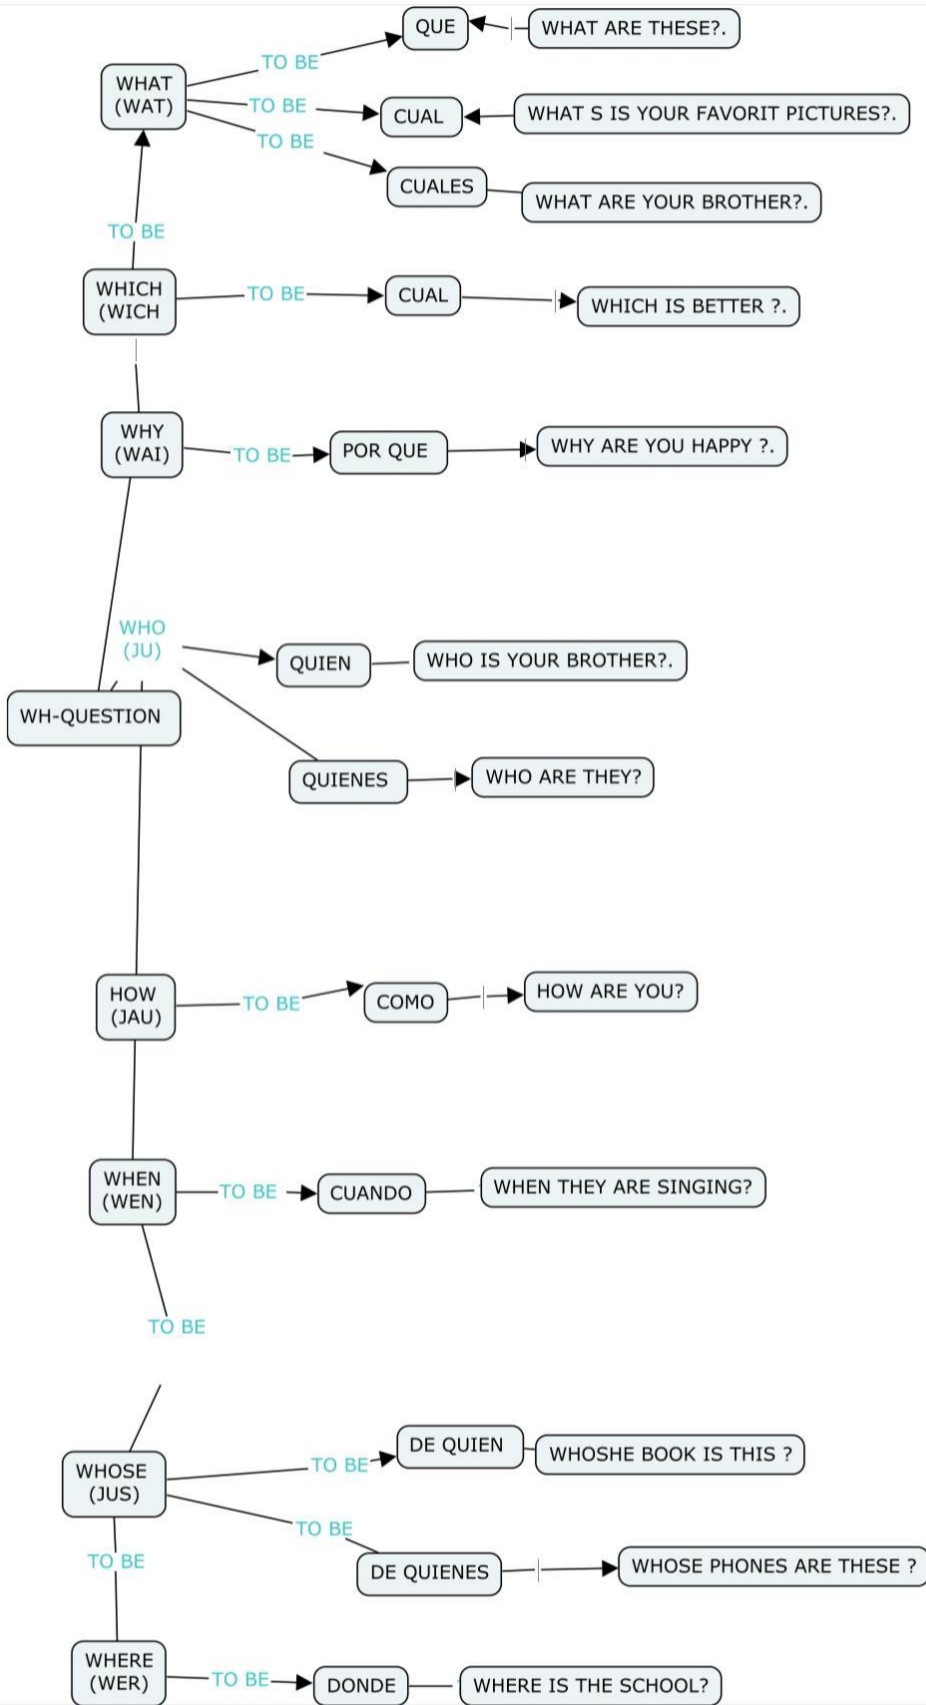 QUE
WHAT ARE THESE?.
TO BE
WHAT
(WAT)
TO BE
CUAL
WHAT S IS YOUR FAVORIT PICTURES?.
TO BE
CUALES
WHAT ARE YOUR BROTHER?.
TO BE
WHICH
(WICH
TO BE
CUAL
WHICH IS BETTER ?.
WHY
(WAI)
TO BE
POR QUE
WHY ARE YOU HAPPY ?.
WHO
(JU)
QUIEN
WHO IS YOUR BROTHER?.
WH-QUESTION
QUIENES
WHO ARE THEY?
HOW
(JAU)
TO BE
COMO
HOW ARE YOU?
WHEN
(WEN)
TO BE
CUANDO
WHEN THEY ARE SINGING?
TO BE
WHOSE
(JUS)
TO BE
DE QUIEN
WHOSHE BOOK IS THIS ?
TO BE
DE QUIENES
WHOSE PHONES ARE THESE ?
TO BE
WHERE
(WER)
TO BE
DONDE
WHERE IS THE SCHOOL?